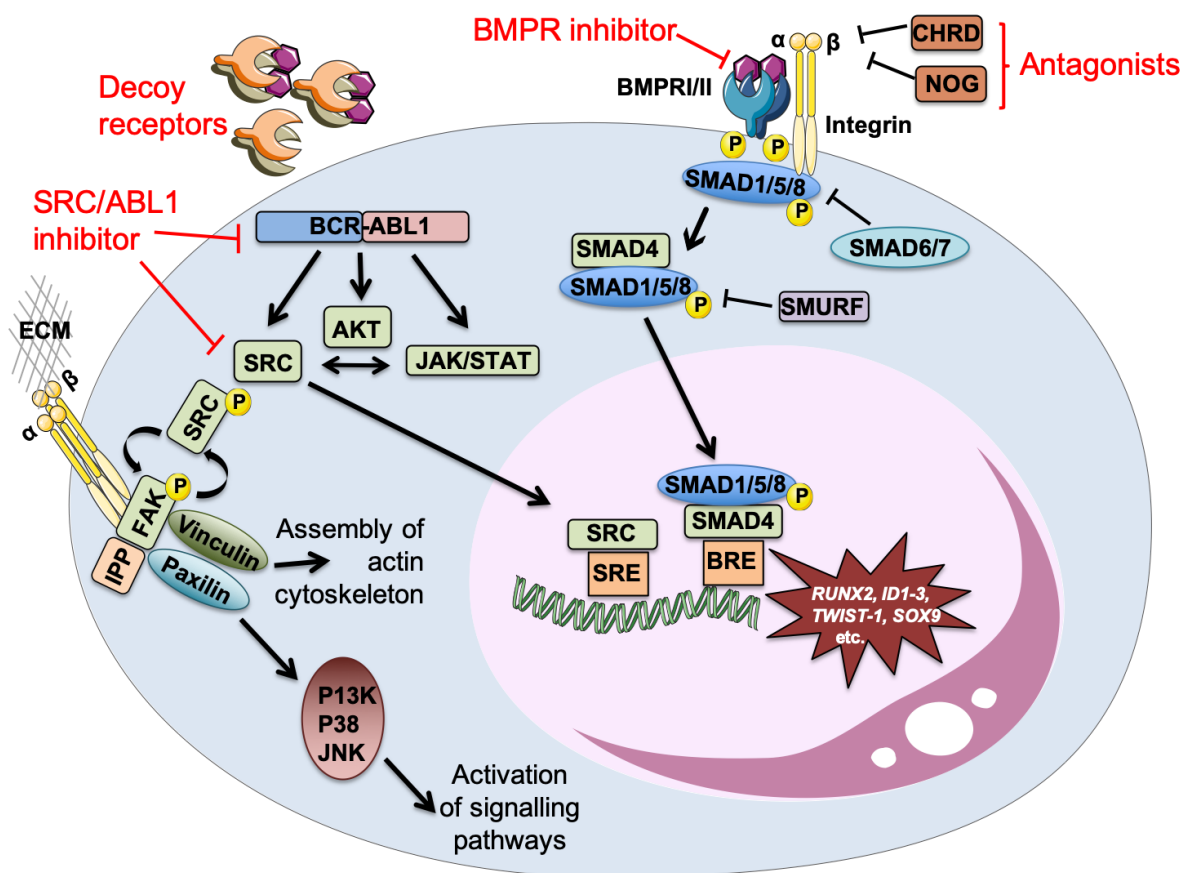 BMPR inhibitor
α
β
CHRD
NOG
Antagonists
Decoy
receptors
BMPRI/II
Integrin
P
P
SMAD1/5/8
P
SMAD6/7
SRC/ABL1
inhibitor
BCR-ABL1
SMAD4
SMAD1/5/8
P
SMURF
ECM
AKT
SRC
JAK/STAT
β
α
SRC
P
FAK
P
IPP
Vinculin
Paxilin
Assembly of
actin
cytoskeleton
SMAD1/5/8
P
SRC
SMAD4
SRE
BRE
RUNX2, ID1-3,
TWIST-1, SOX9
etc.
P13K
P38
JNK
Activation
of signalling
pathways